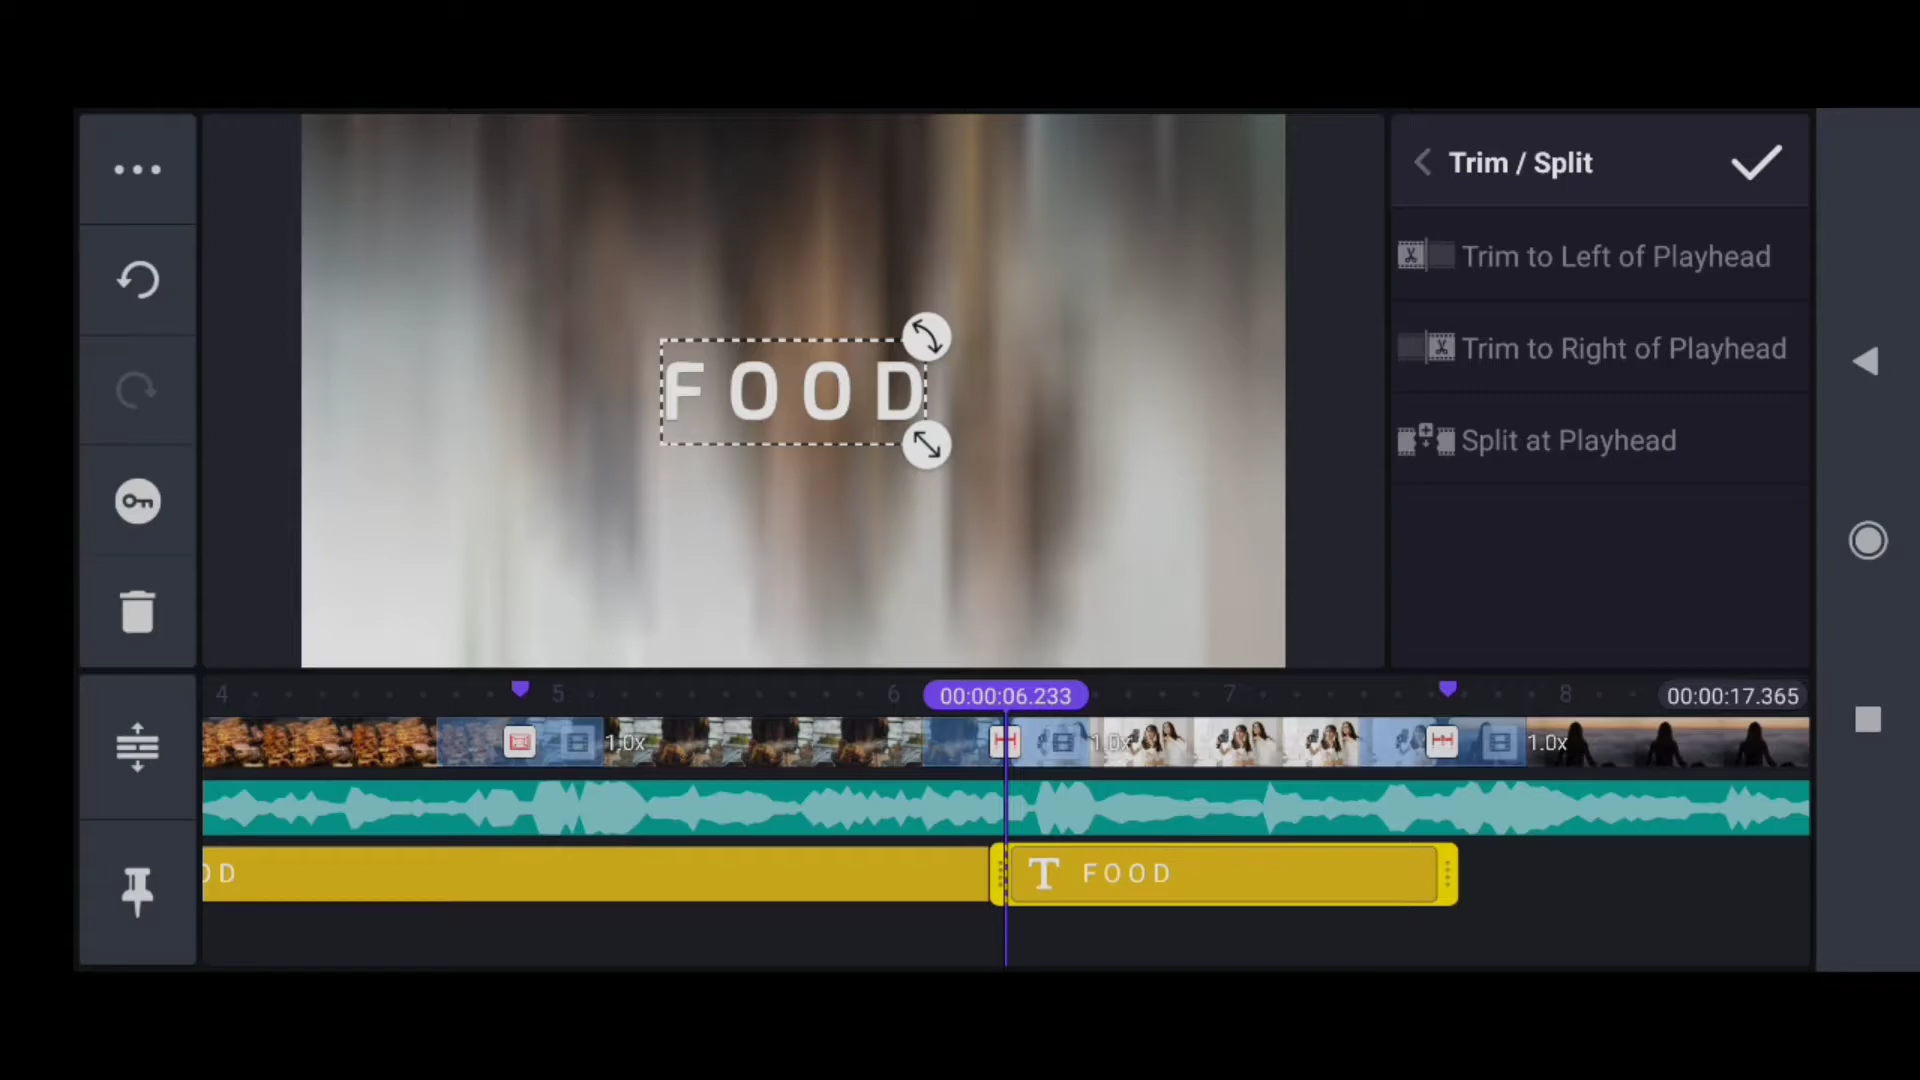 Trim / Split
Trim to Left of Playhead
Trim to Right of Playhead
Split at Playhead
FOOD
4
5
6
00:00:06.233
7
8
00:00:17.365
1.0x
1.0x
1.0x
OD
T FOOD